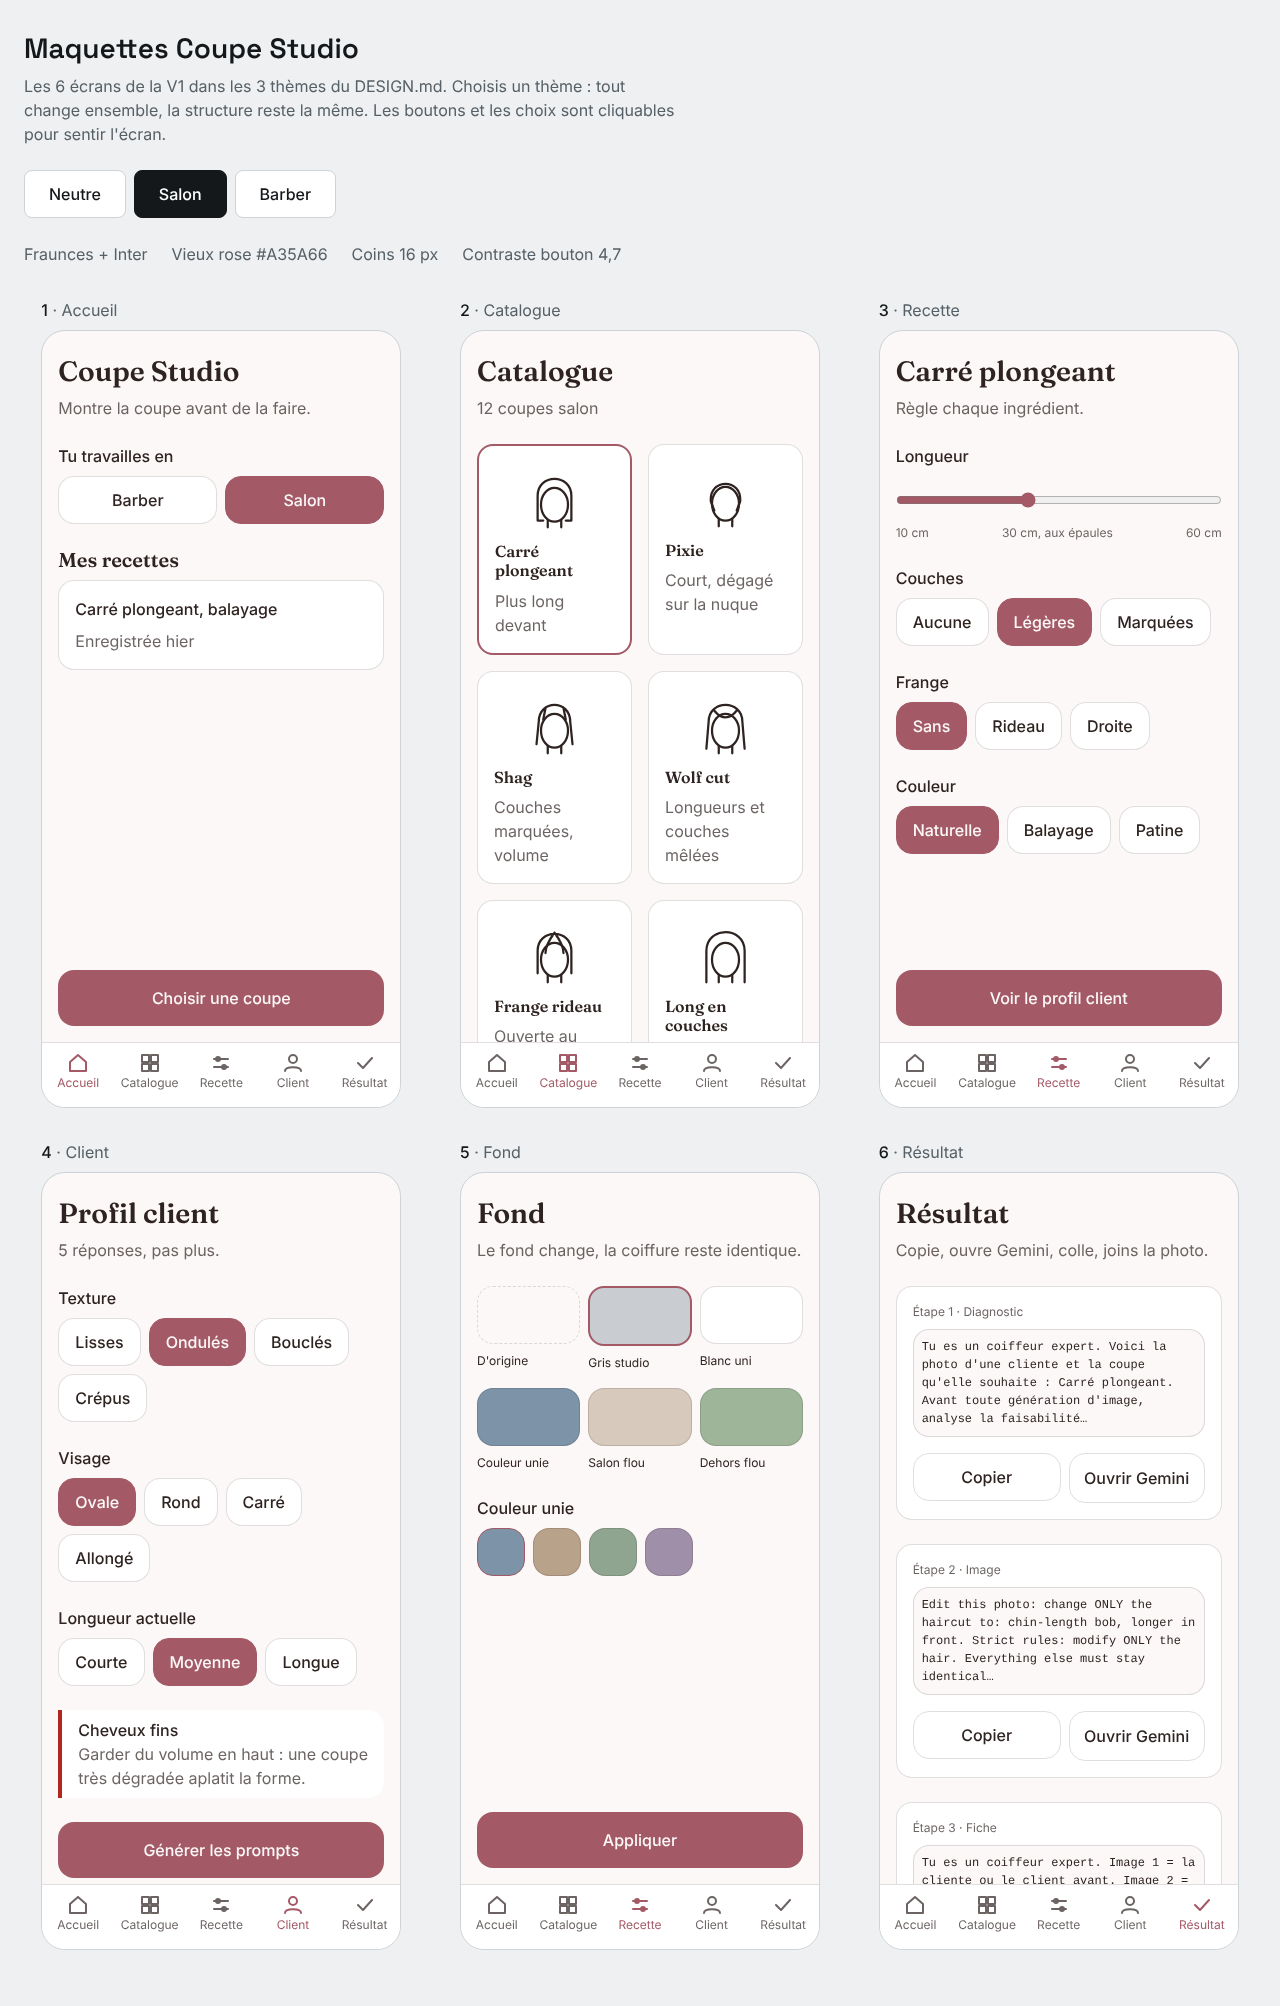 Maquettes Coupe Studio
Les 6 écrans de la V1 dans les 3 thèmes du DESIGN.md. Choisis un thème : tout
change ensemble, la structure reste la même. Les boutons et les choix sont cliquables
pour sentir l'écran.
Neutre
Salon
Barber
Fraunces + Inter
Vieux rose #A35A66
Coins 16 px
Contraste bouton 4,7
1 · Accueil
Coupe Studio
Montre la coupe avant de la faire.
Tu travailles en
Barber
Salon
Mes recettes
Carré plongeant, balayage
Enregistrée hier
Choisir une coupe
Accueil
Catalogue
Recette
Client
Résultat
2 · Catalogue
Catalogue
12 coupes salon
Carré
plongeant
Plus long
devant
Pixie
Court, dégagé
sur la nuque
Shag
Couches
marquées,
volume
Wolf cut
Longueurs et
couches
mêlées
Frange rideau
Ouverte au
Long en
couches
Accueil
Catalogue
Recette
Client
Résultat
3 · Recette
Carré plongeant
Règle chaque ingrédient.
Longueur
10 cm
30 cm, aux épaules
60 cm
Couches
Aucune
Légères
Marquées
Frange
Sans
Rideau
Droite
Couleur
Naturelle
Balayage
Patine
Voir le profil client
Accueil
Catalogue
Recette
Client
Résultat
4 · Client
Profil client
5 réponses, pas plus.
Texture
Lisses
Ondulés
Bouclés
Crépus
Visage
Ovale
Rond
Carré
Allongé
Longueur actuelle
Courte
Moyenne
Longue
Cheveux fins
Garder du volume en haut : une coupe
très dégradée aplatit la forme.
Générer les prompts
Accueil
Catalogue
Recette
Client
Résultat
5 · Fond
Fond
Le fond change, la coiffure reste identique.
D'origine
Gris studio
Blanc uni
Couleur unie
Salon flou
Dehors flou
Couleur unie
Appliquer
Accueil
Catalogue
Recette
Client
Résultat
6 · Résultat
Résultat
Copie, ouvre Gemini, colle, joins la photo.
Étape 1 · Diagnostic
Tu es un coiffeur expert. Voici la
photo d'une cliente et la coupe
qu'elle souhaite : Carré plongeant.
Avant toute génération d'image,
analyse la faisabilité…
Copier
Ouvrir Gemini
Étape 2 · Image
Edit this photo: change ONLY the
haircut to: chin-length bob, longer in
front. Strict rules: modify ONLY the
hair. Everything else must stay
identical…
Copier
Ouvrir Gemini
Étape 3 · Fiche
Tu es un coiffeur expert. Image 1 = la
cliente ou le client avant. Image 2 =
Accueil
Catalogue
Recette
Client
Résultat